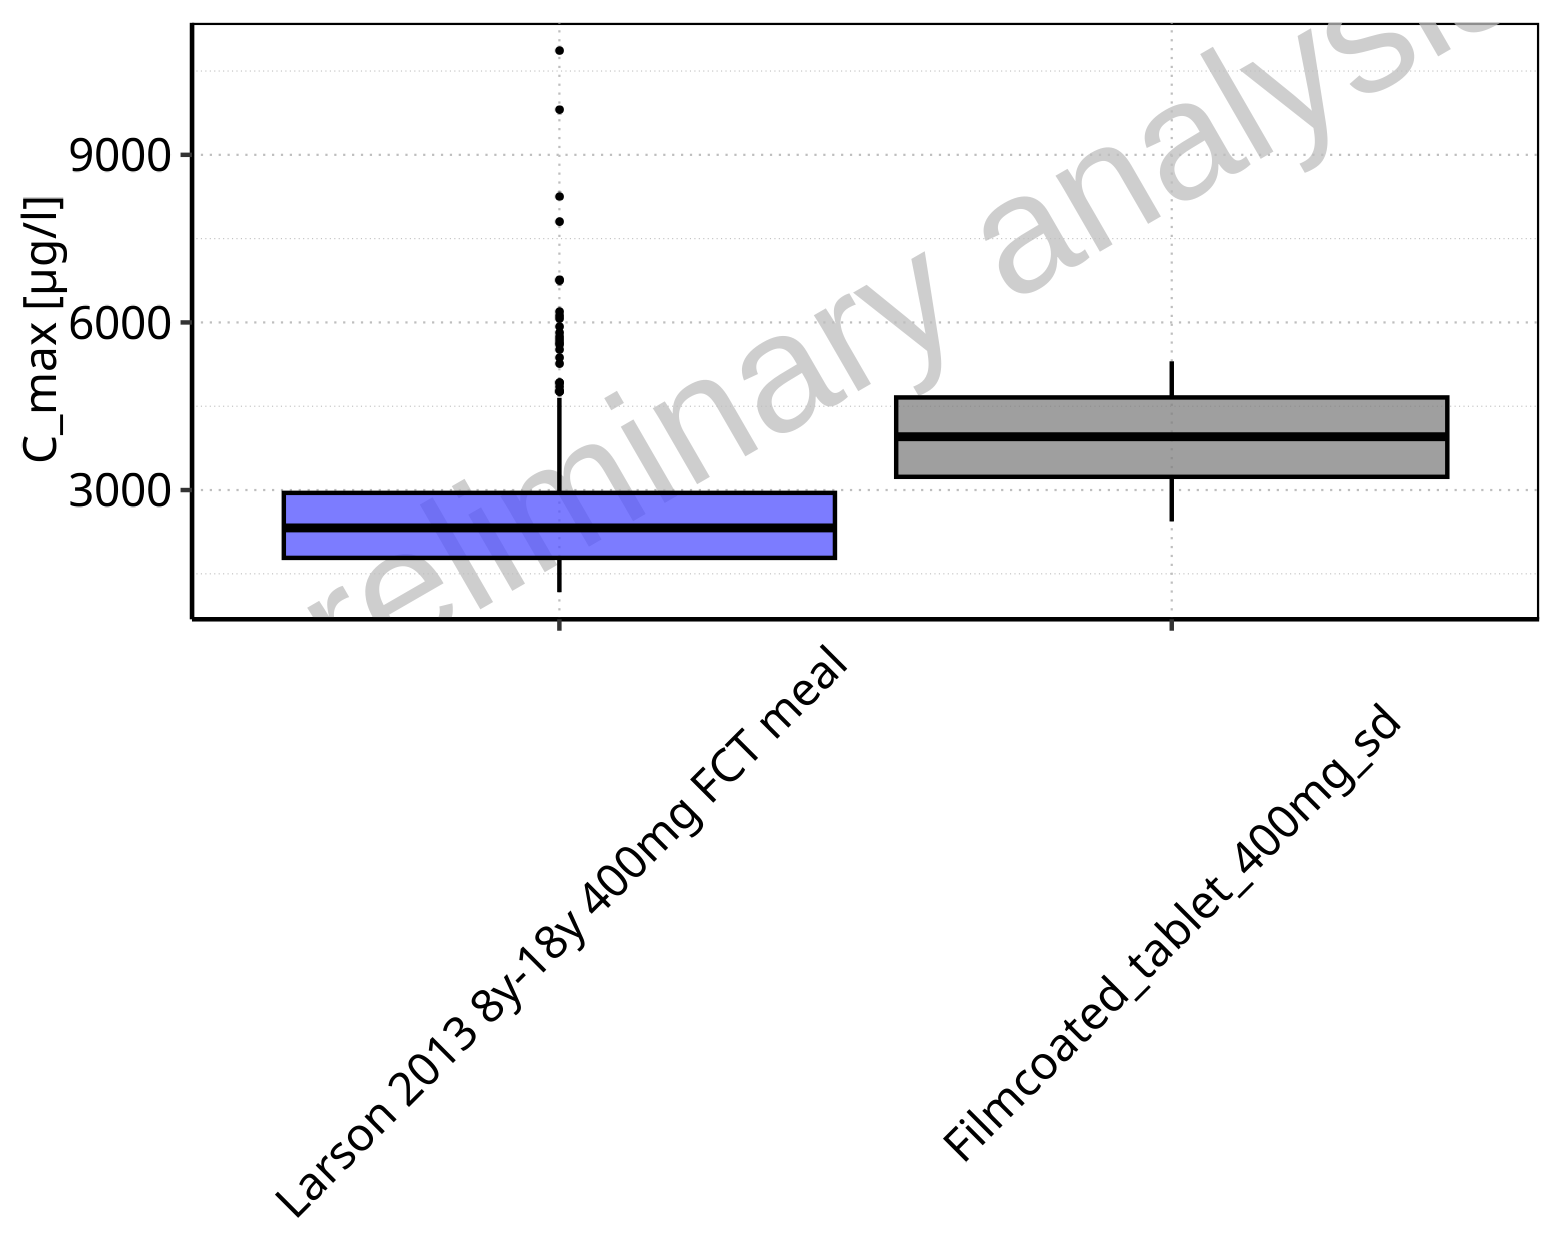 9000
6000
3000
C_max [µg/l]
reliminary analysis
Larson 2013 8y-18y 400mg FCT meal
Filmcoated_tablet_400mg_sd